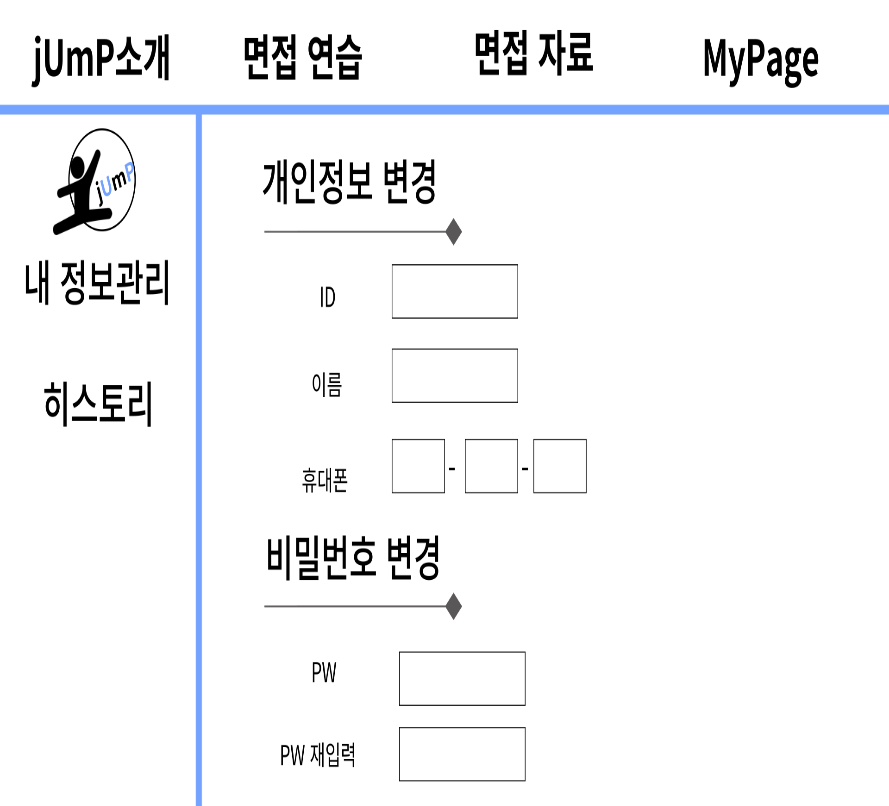 jUmP소개 면접 연습 면접 자료 MyPage
jUmP
내 정보관리
히스토리
개인정보 변경
ID
이름
휴대폰 - -
비밀번호 변경
PW
PW 재입력